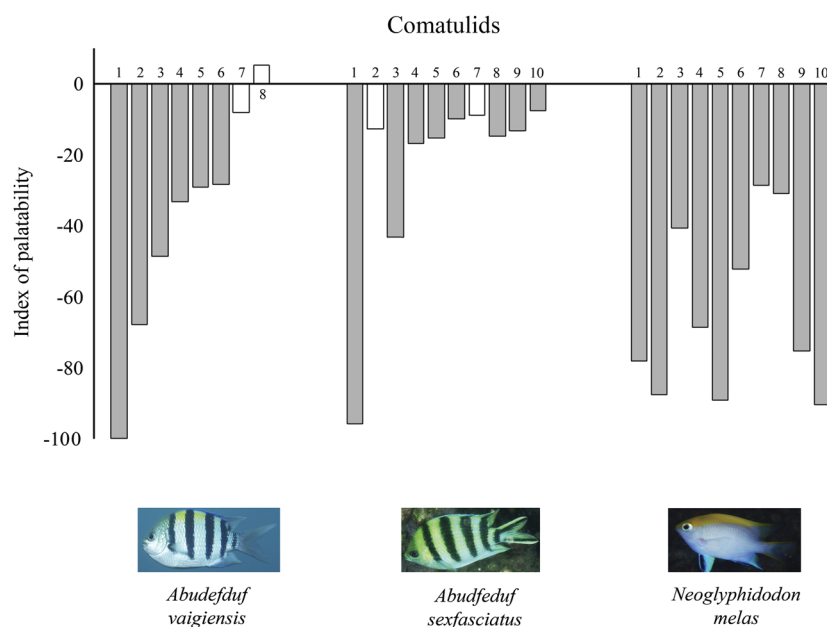 Comatulids
1 2 3 4 5 6 7 8
1 2 3 4 5 6 7 8 9 10
1 2 3 4 5 6 7 8 9 10
Index of palatability
0
-20
-40
-60
-80
-100
Abudefduf
vaigiensis
Abudfeduf
sexfasciatus
Neoglyphidodon
melas